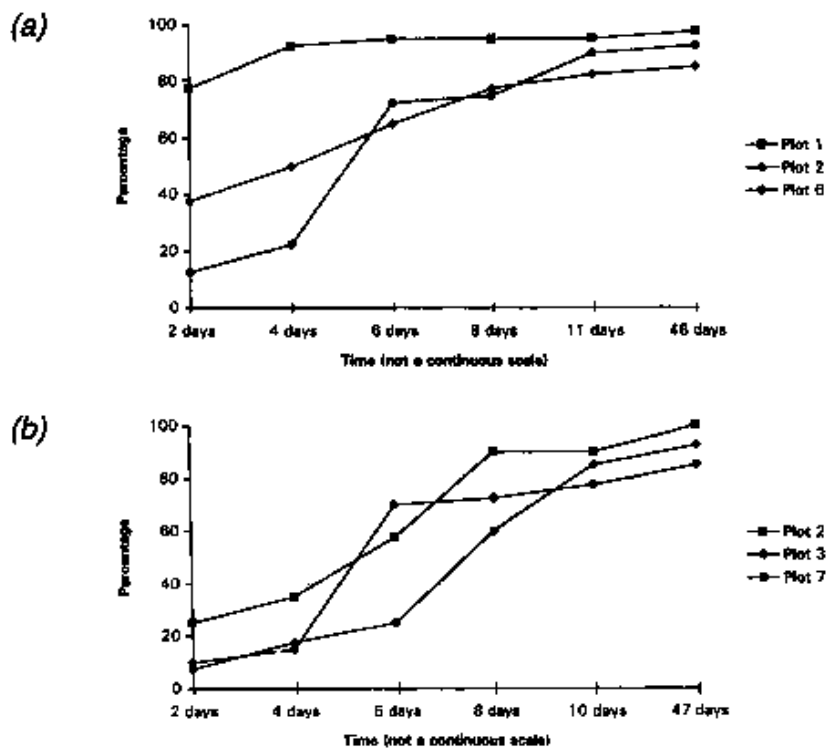 (a)
100
80
60
40
20
0
Percentage
2 days 4 days 6 days 8 days 11 days 46 days
Time (not a continuous scale)
Plot 1
Plot 2
Plot 6
(b)
100
80
60
40
20
0
Percentage
2 days 4 days 6 days 8 days 10 days 47 days
Time (not a continuous scale)
Plot 2
Plot 3
Plot 7